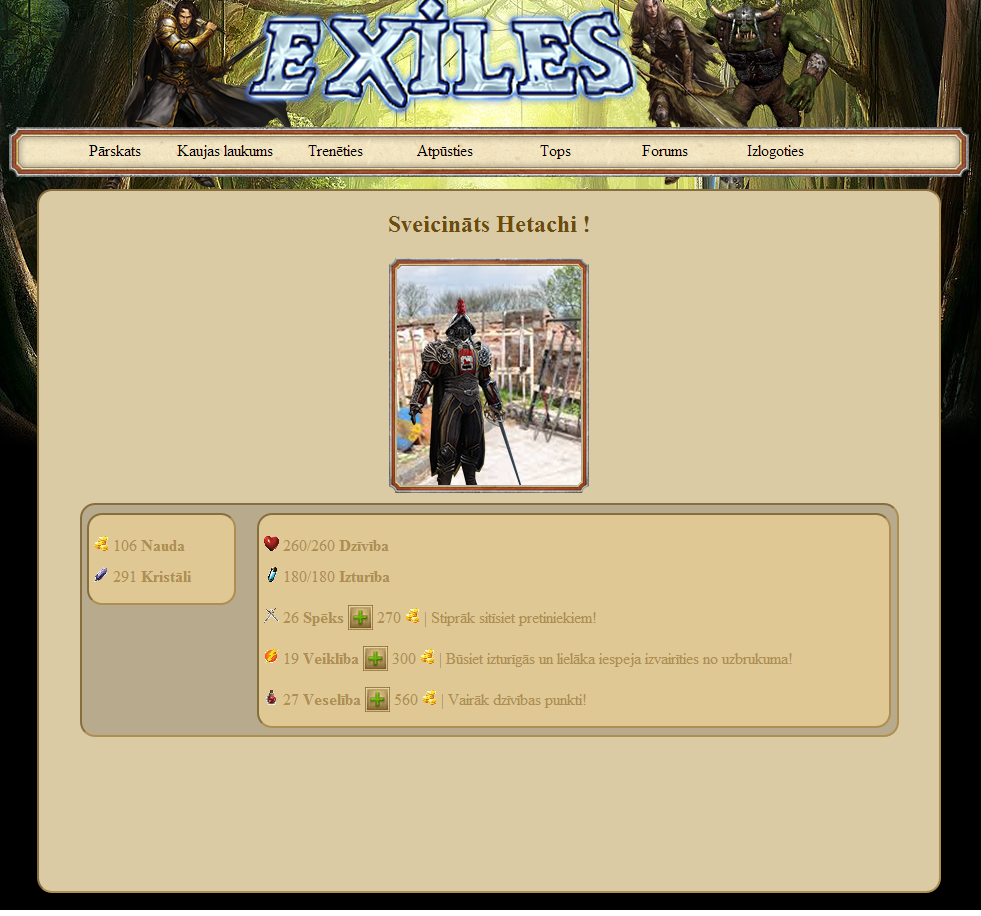 EXILES
Pārskats Kaujas laukums Trenēties Atpūsties Tops Forums Izlogoties
Sveicināts Hetachi !
106 Nauda
291 Kristāli
260/260 Dzīvība
180/180 Izturība
26 Spēks 270 | Stiprāk sitīsiet pretiniekiem!
19 Veiklība 300 | Būsiet izturīgās un lielāka iespeja izvairīties no uzbrukuma!
27 Veselība 560 | Vairāk dzīvības punkti!